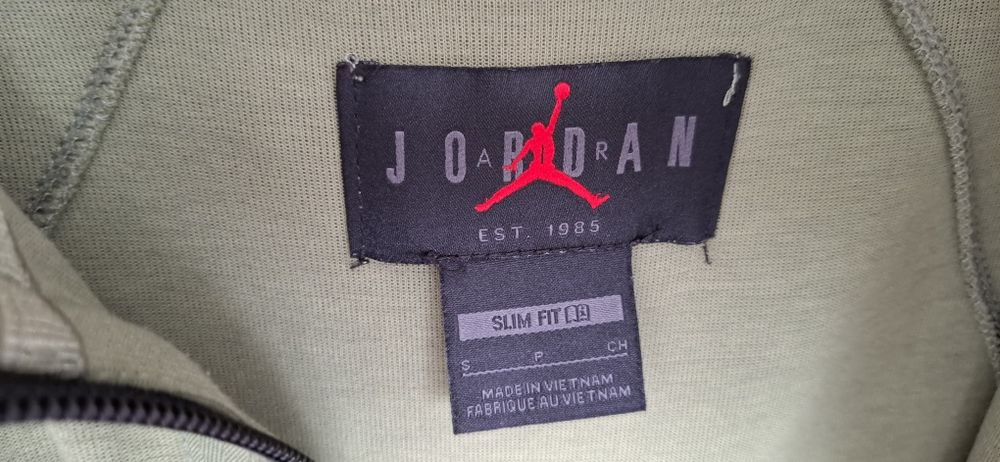 JORDAN
AIR
EST. 1985
SLIM FIT
S P CH
MADE IN VIETNAM
FABRIQUE AU VIETNAM